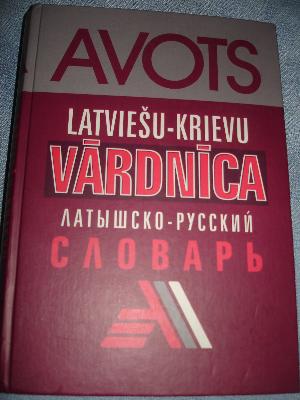 AVOTS
LATVIEŠU-KRIEVU
VĀRDNĪCA
ЛАТЫШСКО-РУССКИЙ
СЛОВАРЬ